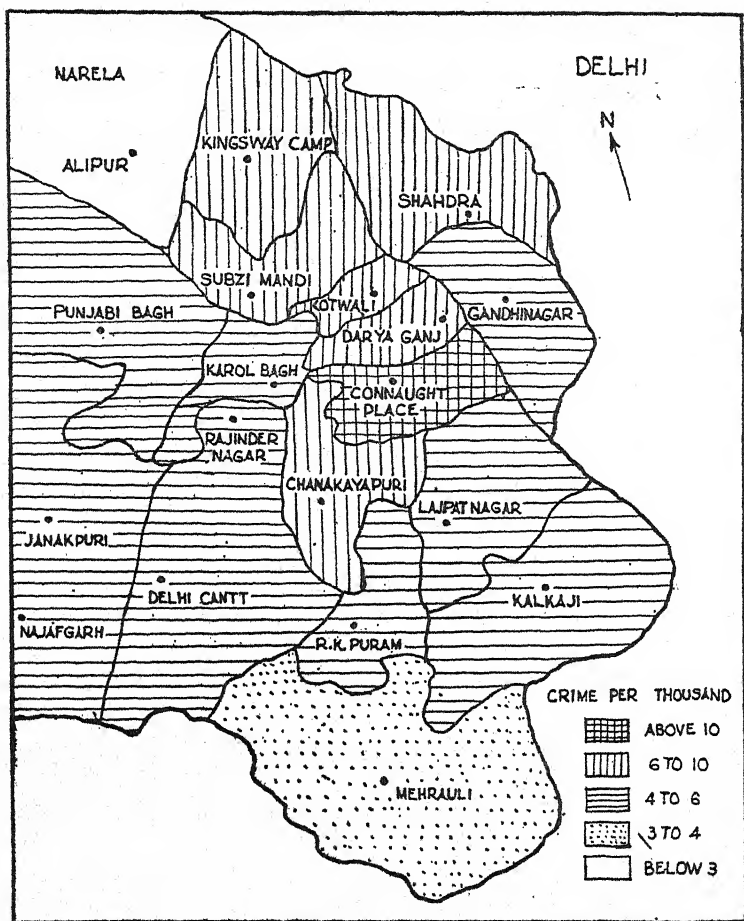 DELHI
N
NARELA
ALIPUR
KINGSWAY CAMP
SHAHDRA
SUBZI MANDI
KOTWALI
PUNJABI BAGH
GANDHINAGAR
DARYA GANJ
KAROL BAGH
CONNAUGHT
PLACE
RAJINDER
NAGAR
CHANAKAYAPURI
LAJPATNAGAR
JANAKPURI
DELHI CANTT
KALKAJI
NAJAFGARH
R.K. PURAM
MEHRAULI
CRIME PER THOUSAND
ABOVE 10
6 TO 10
4 TO 6
3 TO 4
BELOW 3